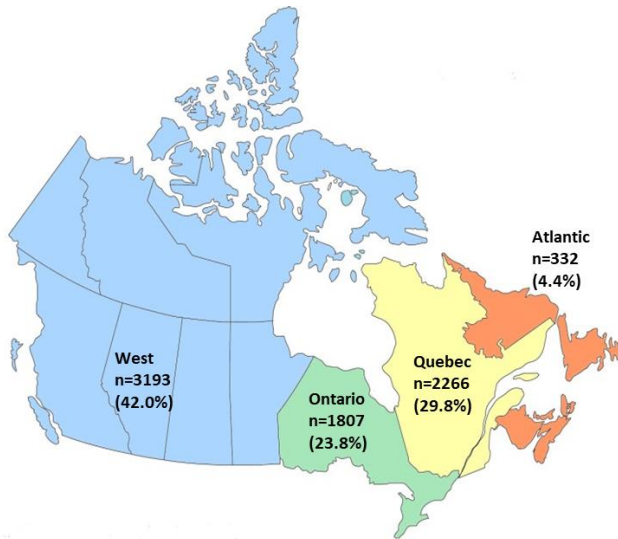 Atlantic
n=332
(4.4%)
West
n=3193
(42.0%)
Quebec
n=2266
(29.8%)
Ontario
n=1807
(23.8%)